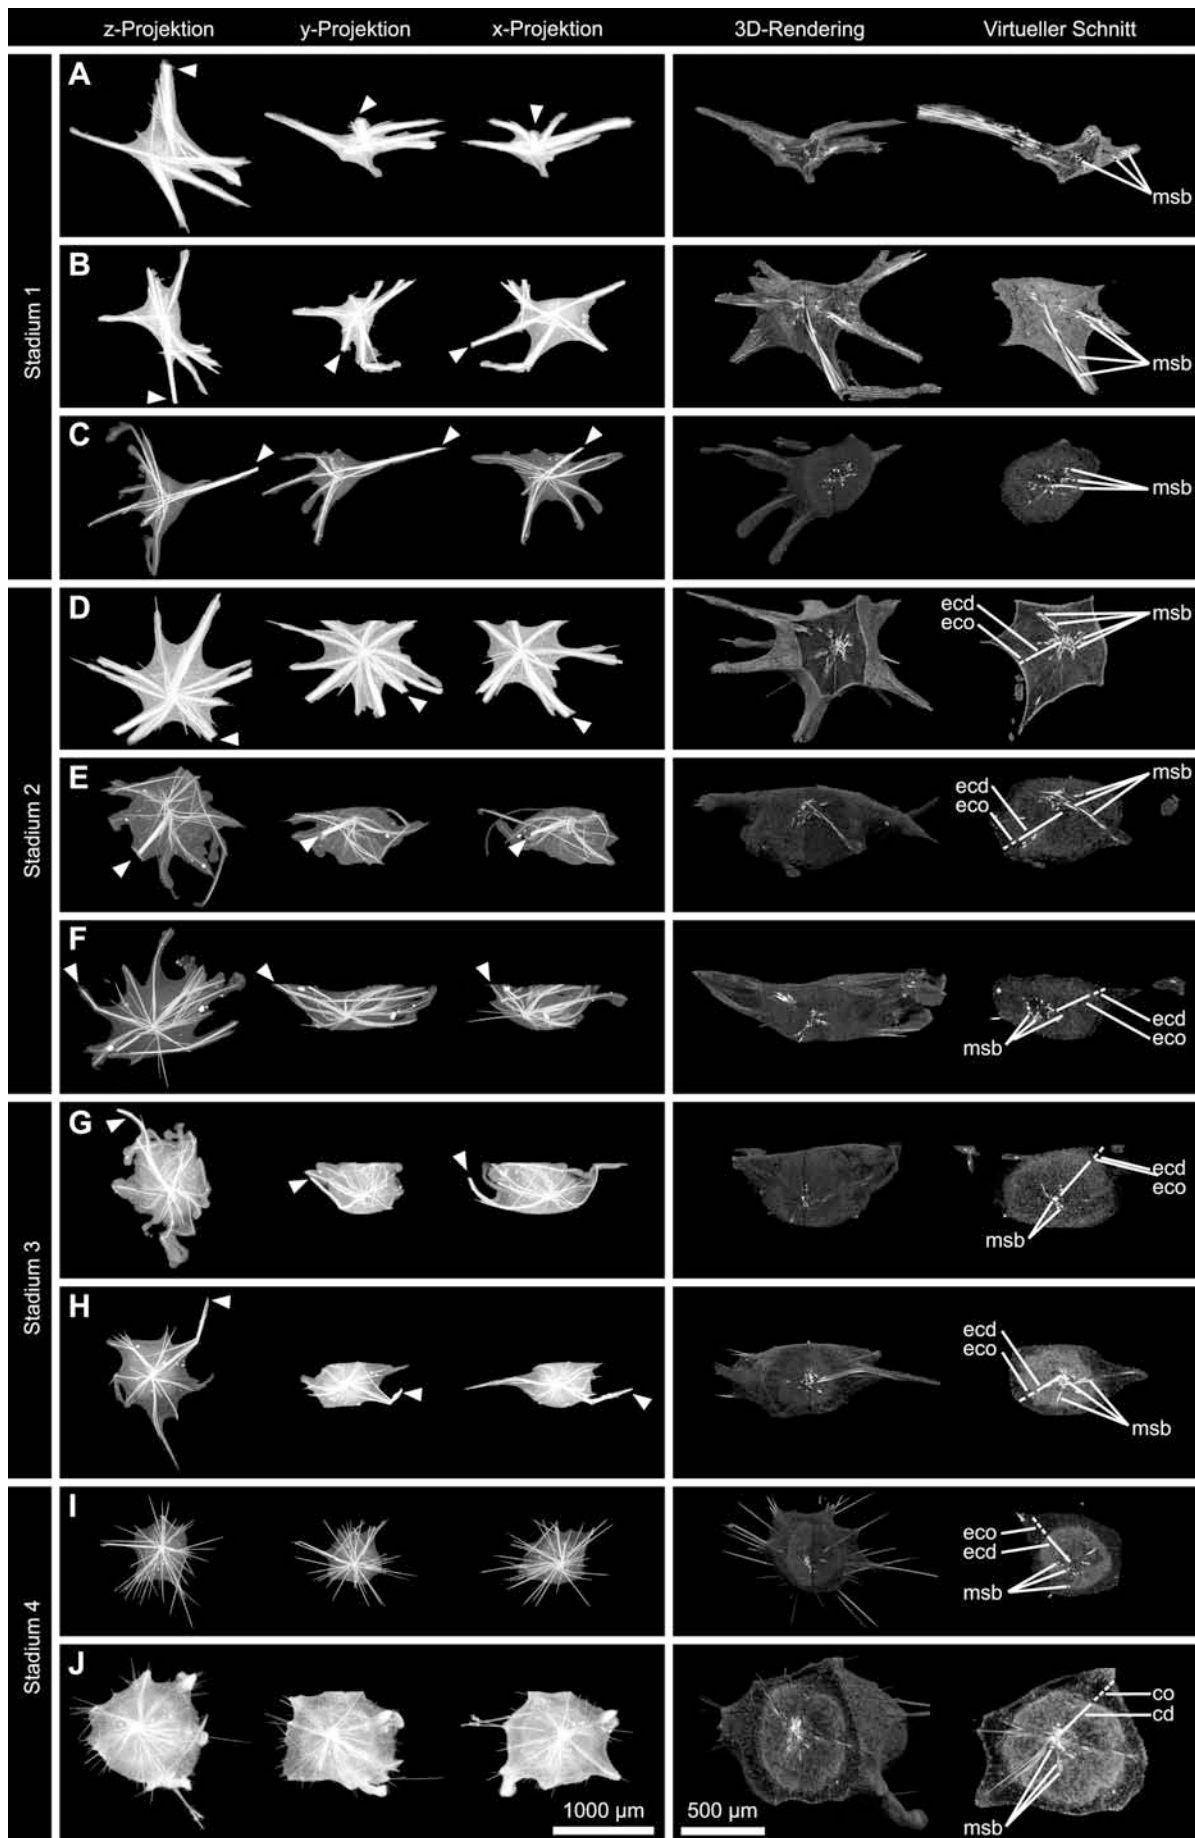 z-Projektion y-Projektion x-Projektion 3D-Rendering Virtueller Schnitt
Stadium 1
A
msb
B
msb
C
msb
Stadium 2
D
ecd
eco
msb
E
msb
ecd
eco
F
ecd
eco
msb
Stadium 3
G
ecd
eco
msb
H
ecd
eco
msb
Stadium 4
I
eco
ecd
msb
J
co
cd
msb
1000 µm
500 µm